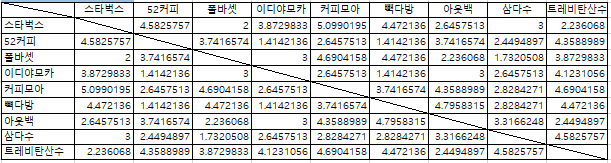 스타벅스 52커피 폴바셋 이디야모카 커피모아 빽다방 아웃백 삼다수 트레비탄산수
스타벅스 4.5825757 2 3.8729833 5.0990195 4.472136 2.6457513 3 2.236068
52커피 4.5825757 3.7416574 1.4142136 2.6457513 1.4142136 3.7416574 2.4494897 4.3588989
폴바셋 2 3.7416574 3 4.6904158 4.472136 2.236068 1.7320508 3.8729833
이디야모카 3.8729833 1.4142136 3 2.6457513 1.4142136 3 2.6457513 4.1231056
커피모아 5.0990195 2.6457513 4.6904158 2.6457513 3.7416574 4.3588989 2.8284271 4.6904158
빽다방 4.472136 1.4142136 4.472136 1.4142136 3.7416574 4.7958315 2.8284271 4.472136
아웃백 2.6457513 3.7416574 2.236068 3 4.3588989 4.7958315 3.3166248 2.4494897
삼다수 3 2.4494897 1.7320508 2.6457513 2.8284271 2.8284271 3.3166248 4.5825757
트레비탄산수 2.236068 4.3588989 3.8729833 4.1231056 4.6904158 4.472136 2.4494897 4.5825757